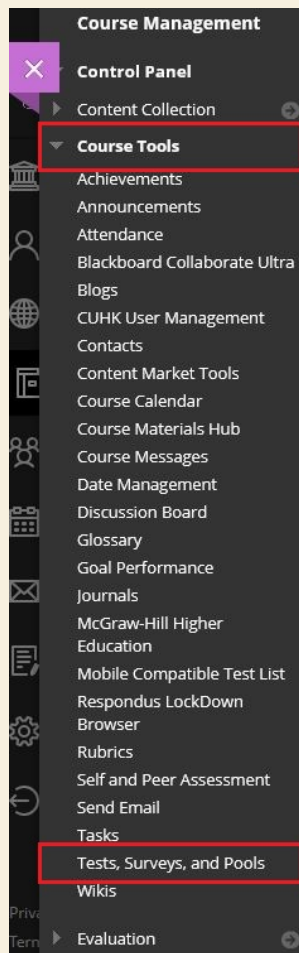 Course Management
Control Panel
Content Collection
Course Tools
Achievements
Announcements
Attendance
Blackboard Collaborate Ultra
Blogs
CUHK User Management
Contacts
Content Market Tools
Course Calendar
Course Materials Hub
Course Messages
Date Management
Discussion Board
Glossary
Goal Performance
Journals
McGraw-Hill Higher
Education
Mobile Compatible Test List
Respondus LockDown
Browser
Rubrics
Self and Peer Assessment
Send Email
Tasks
Tests, Surveys, and Pools
Wikis
Priva
Tern
Evaluation